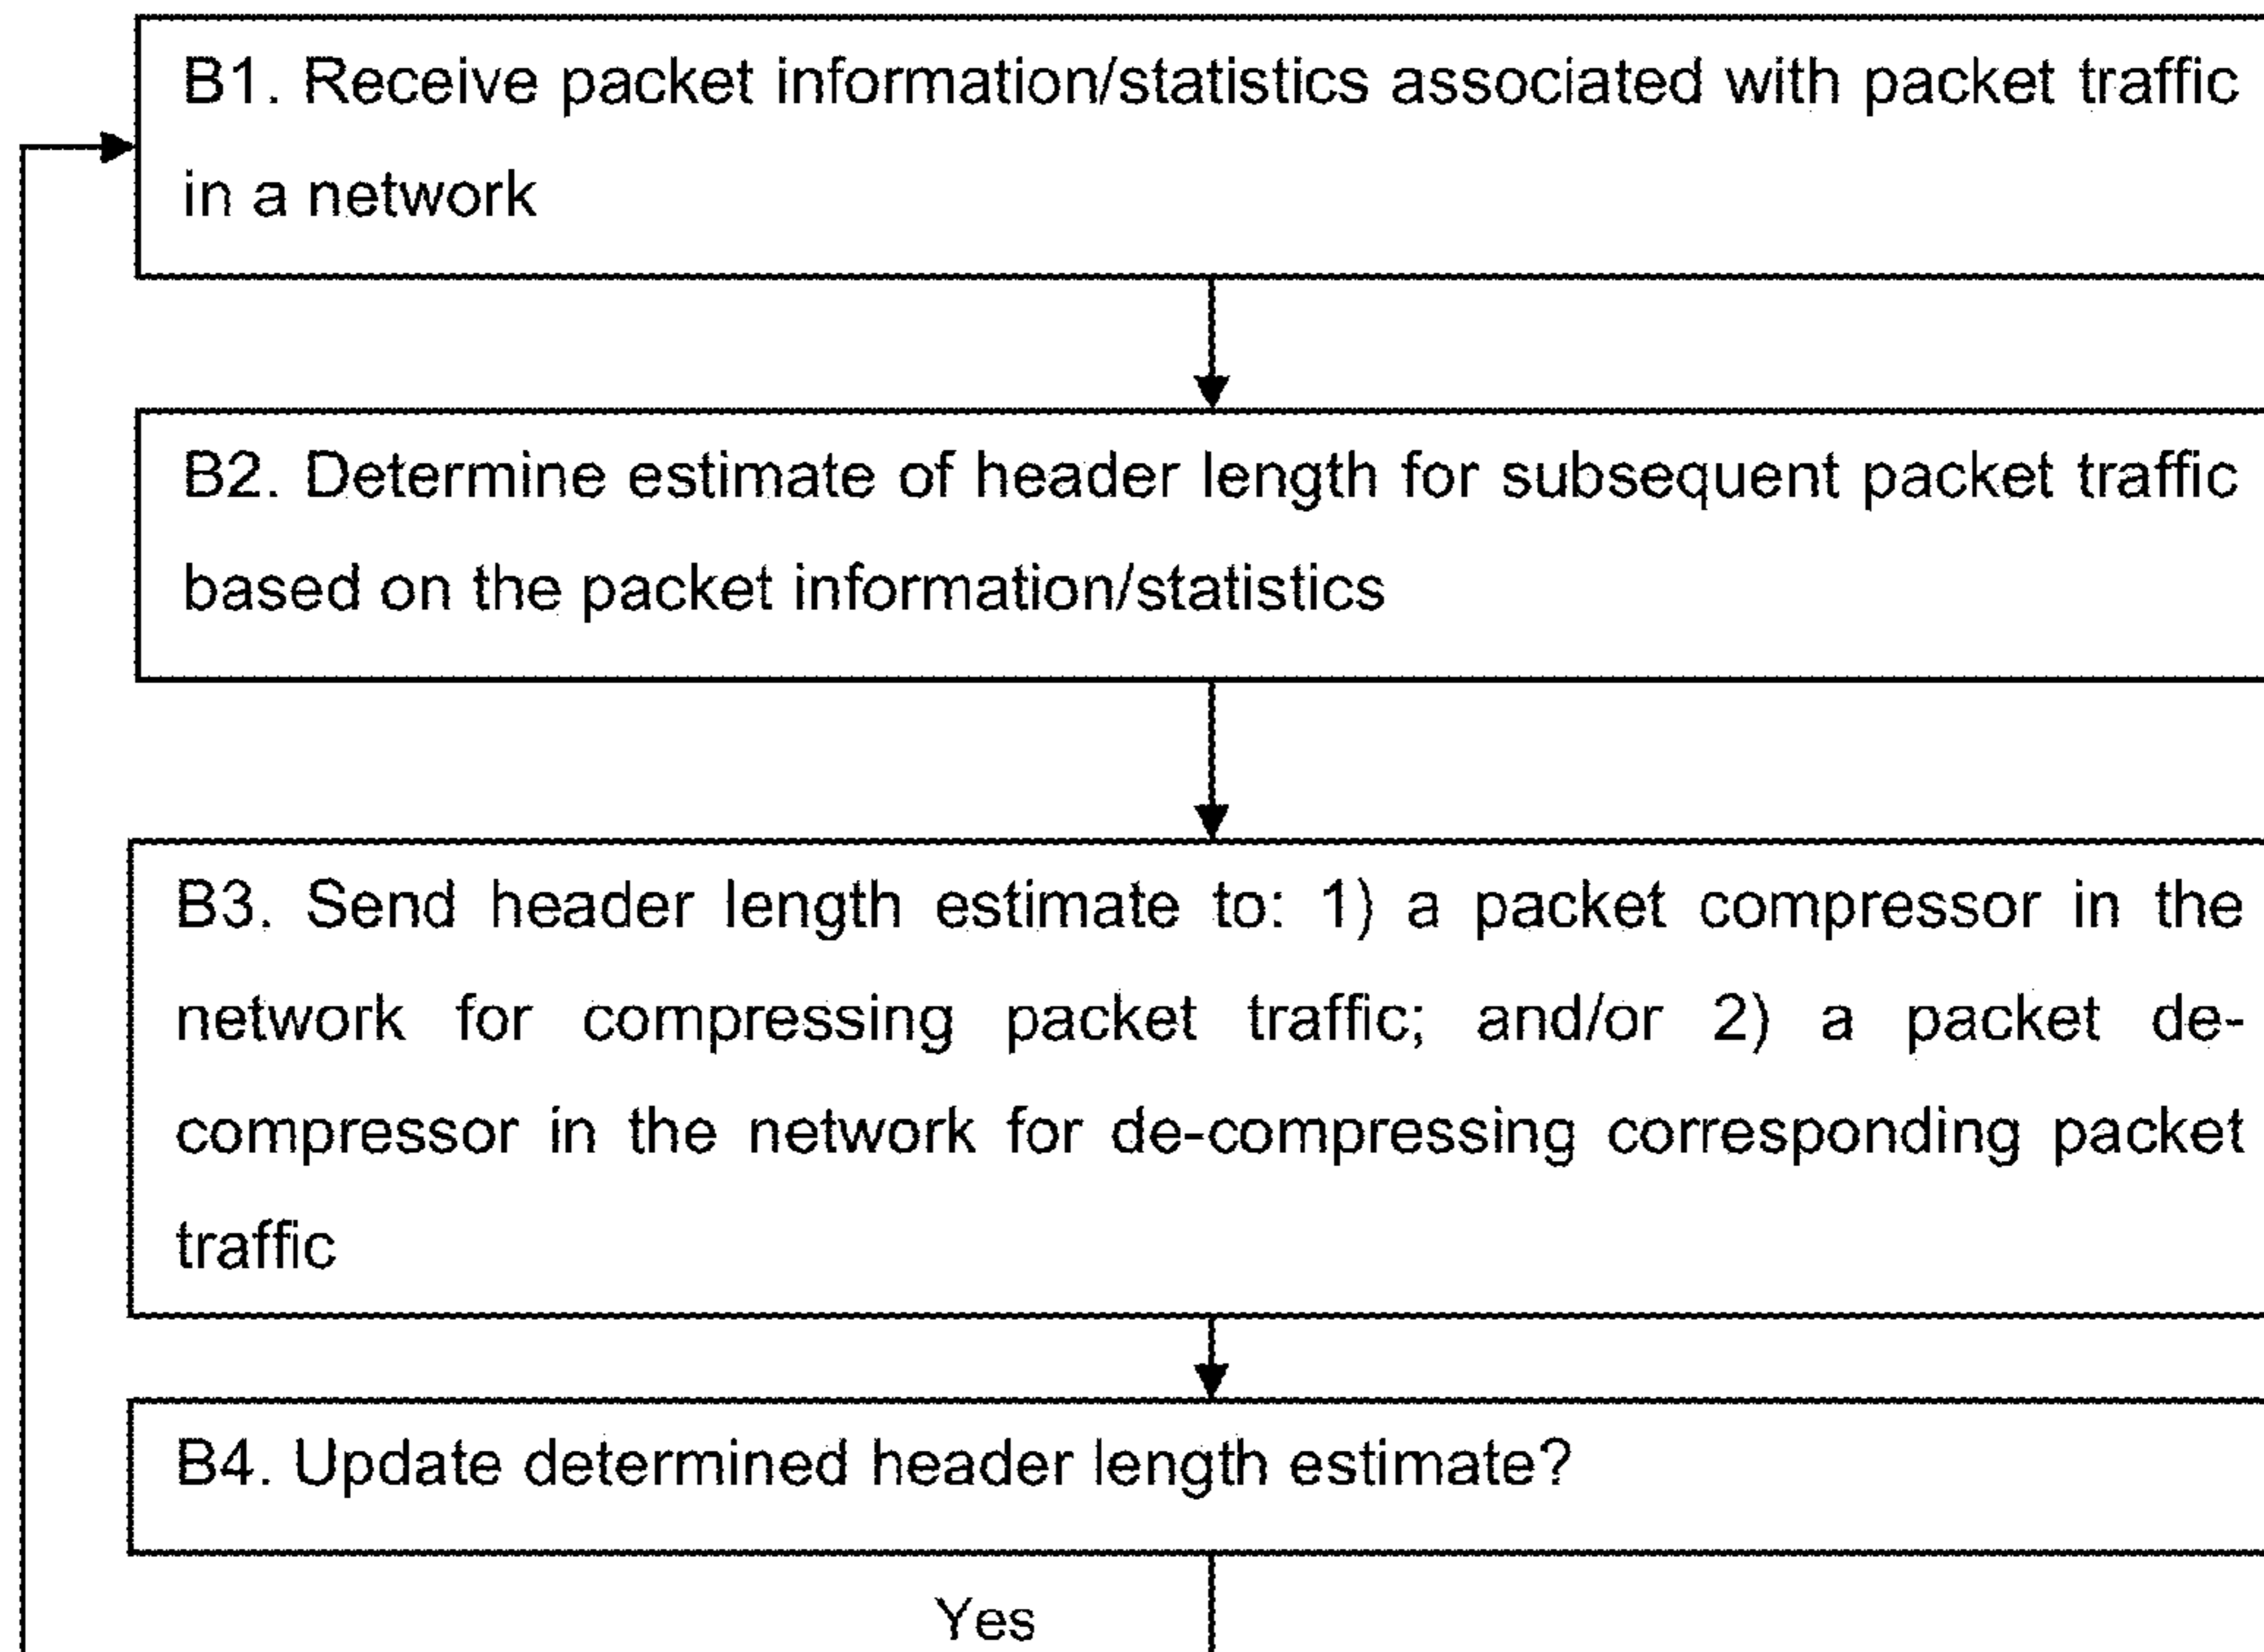 B1. Receive packet information/statistics associated with packet traffic
in a network
B2. Determine estimate of header length for subsequent packet traffic
based on the packet information/statistics
B3. Send header length estimate to: 1) a packet compressor in the
network for compressing packet traffic; and/or 2) a packet de-
compressor in the network for de-compressing corresponding packet
traffic
B4. Update determined header length estimate?
Yes